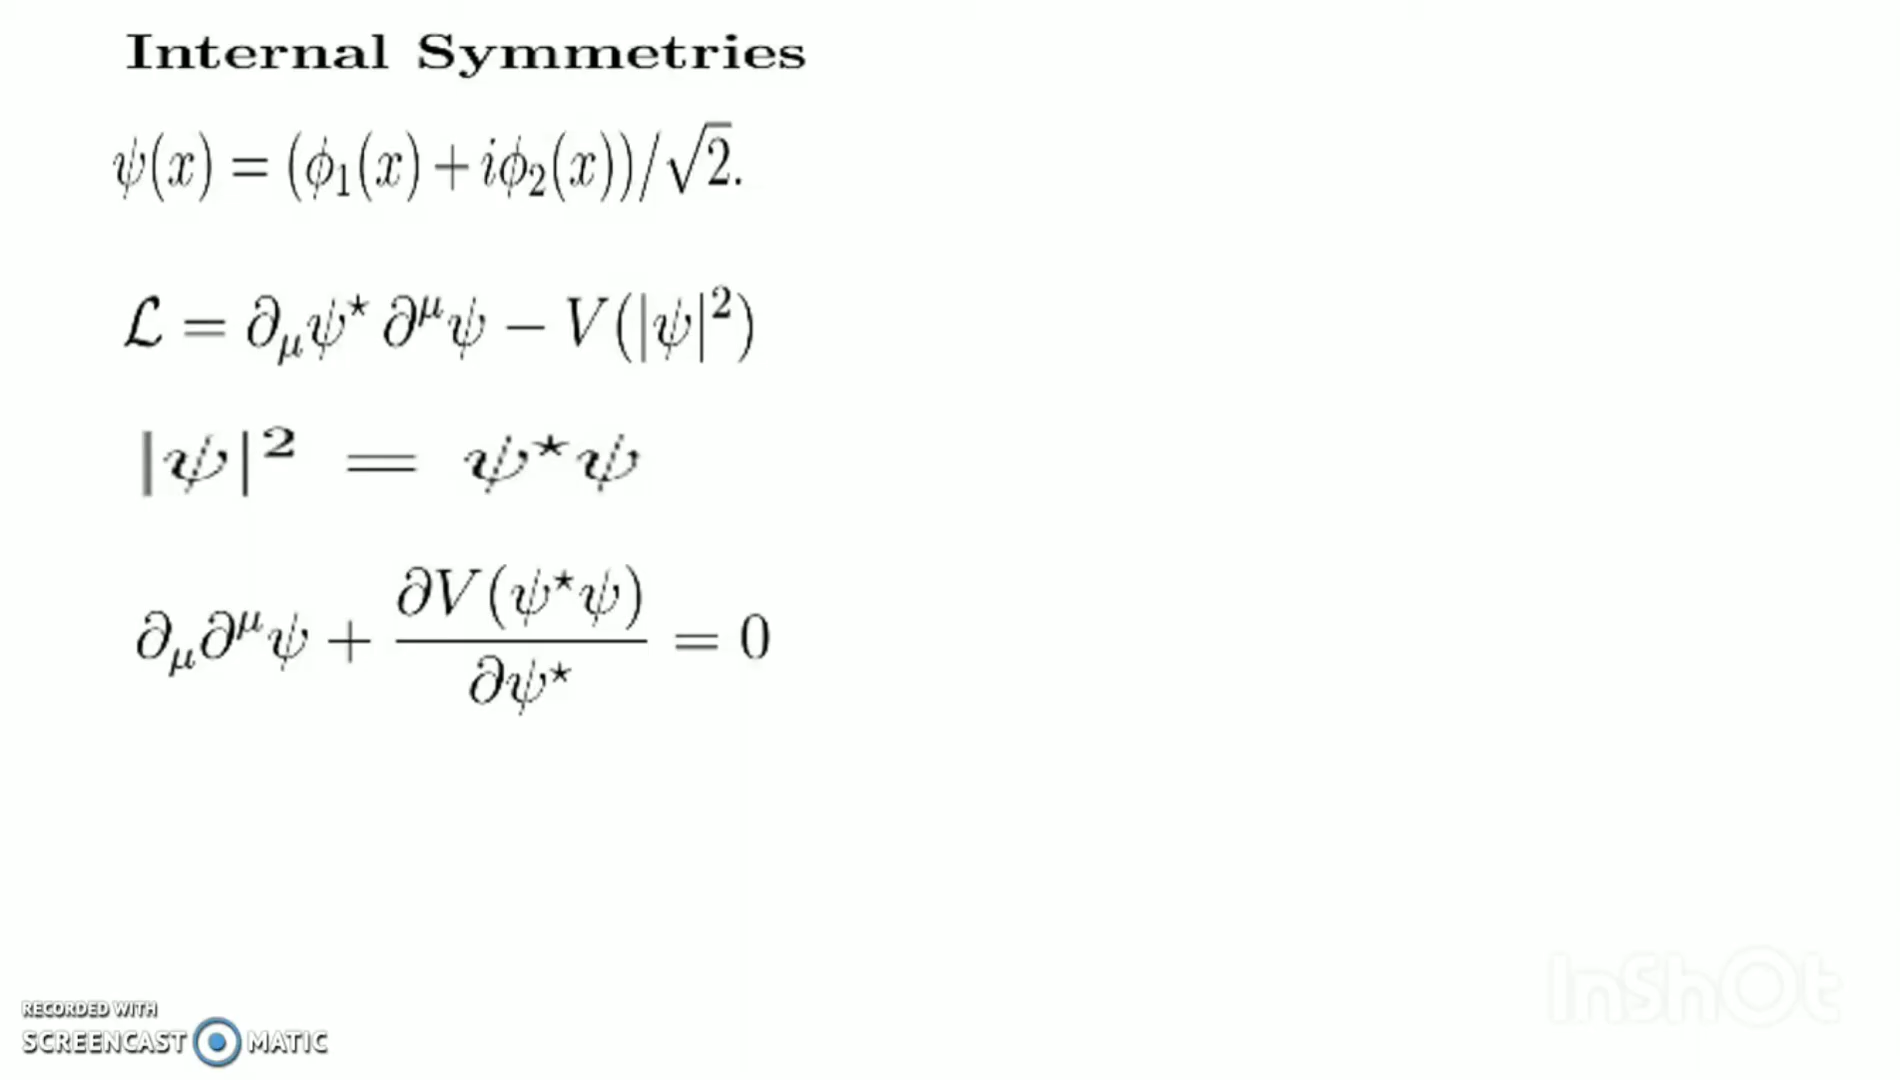 Internal Symmetries
ψ(x) = (ϕ₁(x) + iϕ₂(x))/√2.
ℒ = ∂_μψ⋆ ∂^μψ − V(|ψ|²)
|ψ|² = ψ⋆ψ
∂_μ∂^μψ + ∂V(ψ⋆ψ)/∂ψ⋆ = 0
RECORDED WITH
SCREENCAST MATIC
InShOt